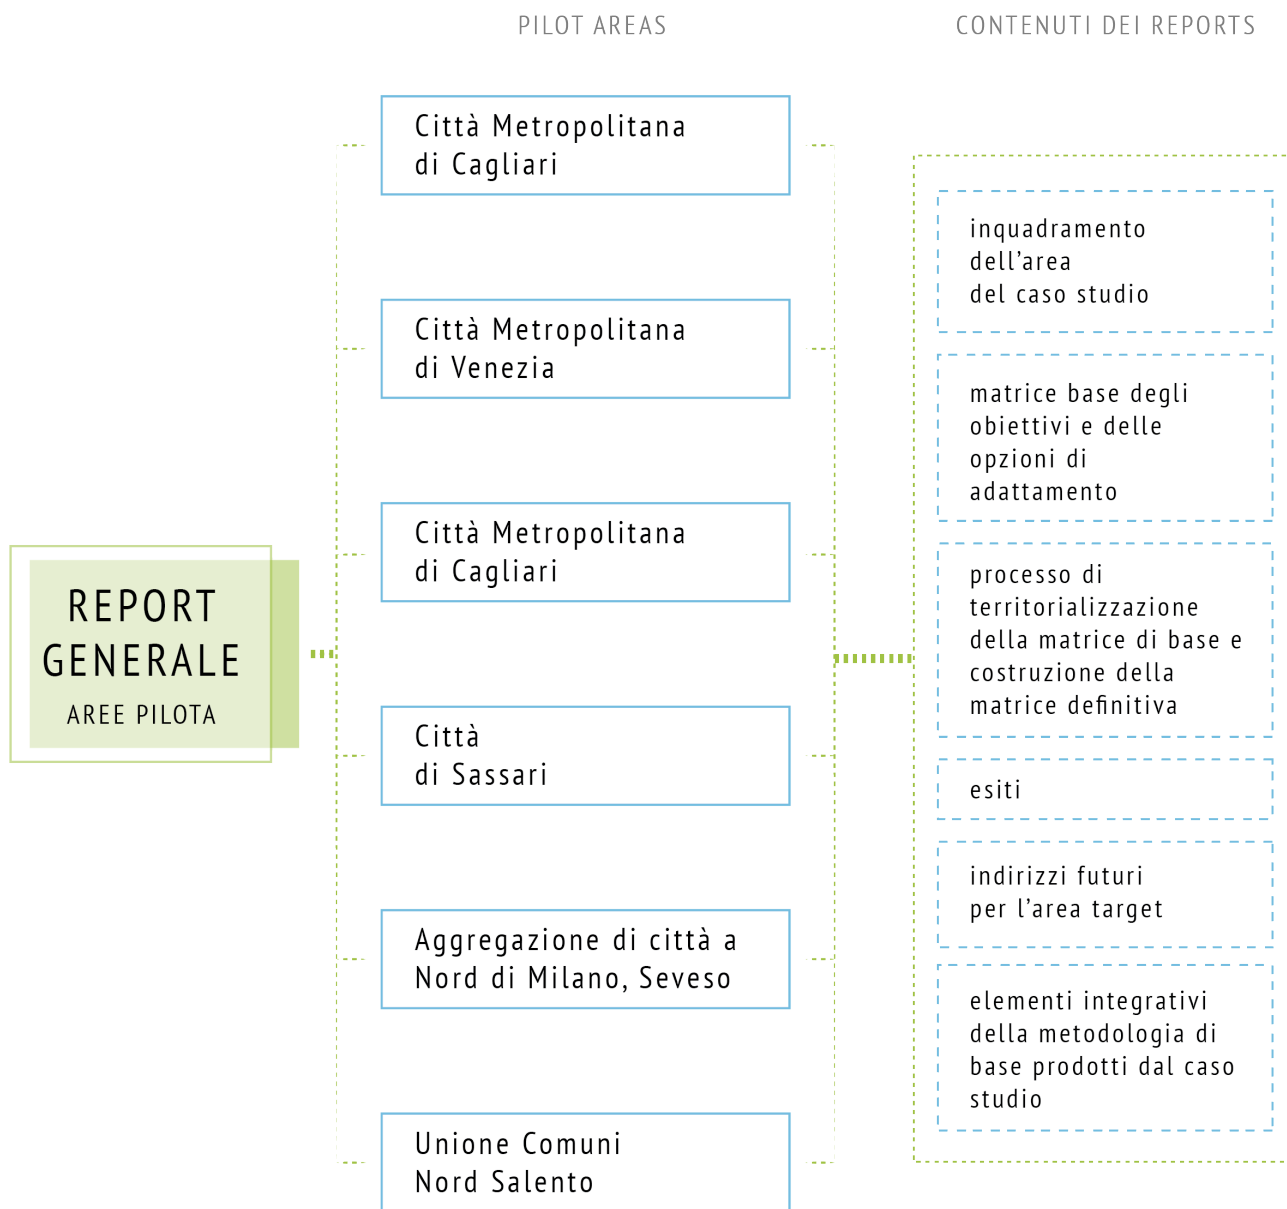 PILOT AREAS
CONTENUTI DEI REPORTS
REPORT
GENERALE
AREE PILOTA
Città Metropolitana
di Cagliari
Città Metropolitana
di Venezia
Città Metropolitana
di Cagliari
Città
di Sassari
Aggregazione di città a
Nord di Milano, Seveso
Unione Comuni
Nord Salento
inquadramento
dell’area
del caso studio
matrice base degli
obiettivi e delle
opzioni di
adattamento
processo di
territorializzazione
della matrice di base e
costruzione della
matrice definitiva
esiti
indirizzi futuri
per l’area target
elementi integrativi
della metodologia di
base prodotti dal caso
studio